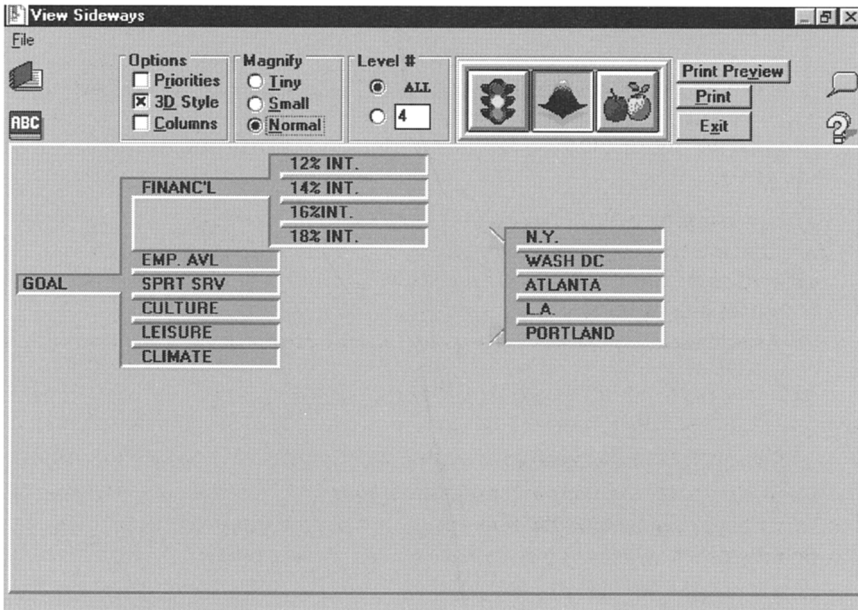 View Sideways
File
Options
Priorities
3D Style
Columns
Magnify
Tiny
Small
Normal
Level #
ALL
4
Print Preview
Print
Exit
ABC
12% INT.
FINANC'L
14% INT.
16%INT.
18% INT.
EMP. AVL
GOAL
SPRT SRV
CULTURE
LEISURE
CLIMATE
N.Y.
WASH DC
ATLANTA
L.A.
PORTLAND